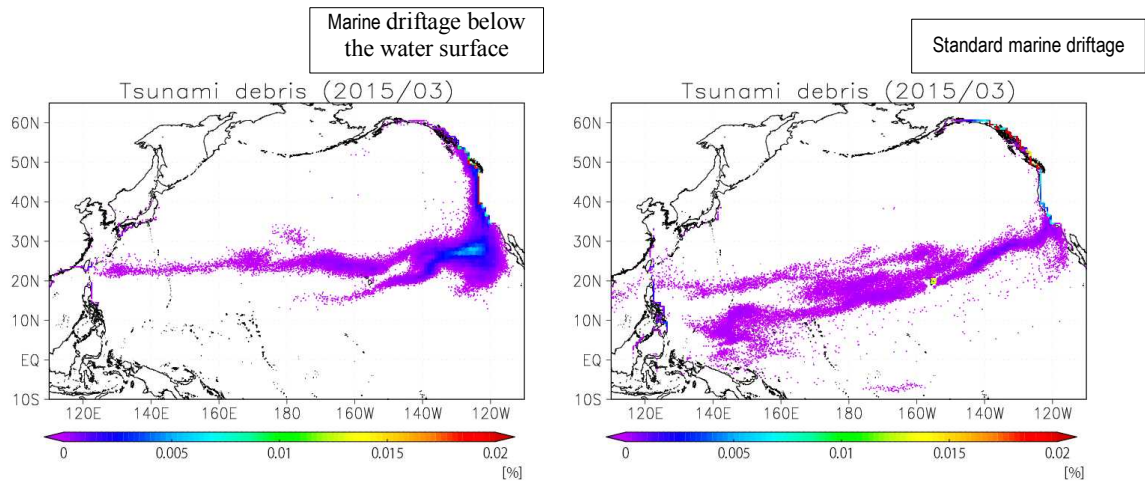 Marine driftage below
the water surface
Standard marine driftage
Tsunami debris (2015/03)
60N
50N
40N
30N
20N
10N
EQ
10S
120E
140E
160E
180
160W
140W
120W
0
0.005
0.01
0.015
0.02
[%]
Tsunami debris (2015/03)
60N
50N
40N
30N
20N
10N
EQ
10S
120E
140E
160E
180
160W
140W
120W
0
0.005
0.01
0.015
0.02
[%]